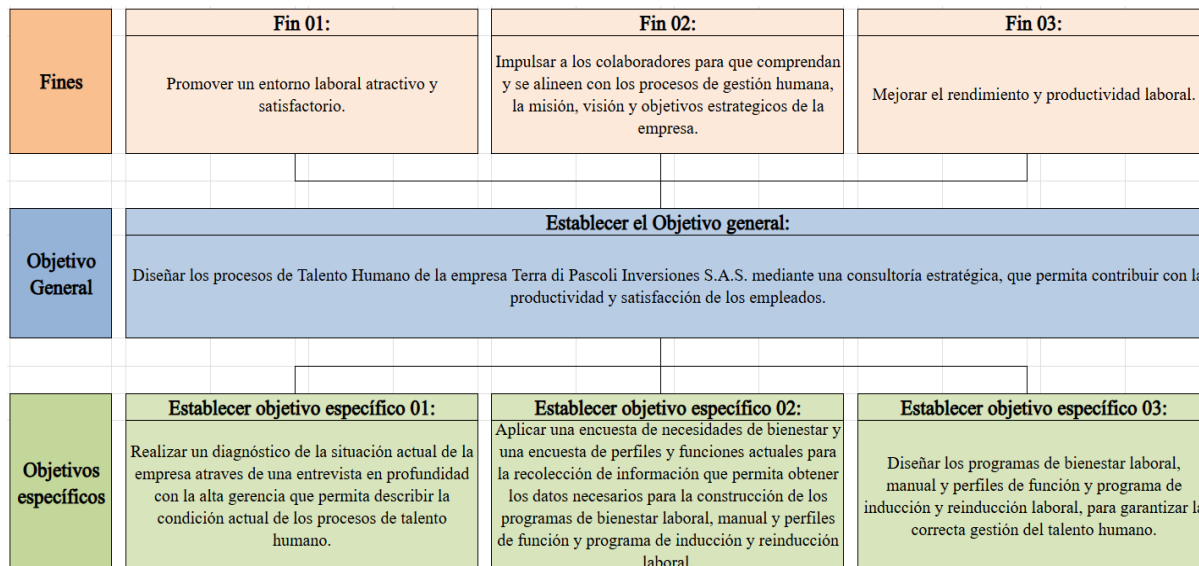 Fines
Fin 01:
Promover un entorno laboral atractivo y
satisfactorio.
Fin 02:
Impulsar a los colaboradores para que comprendan
y se alineen con los procesos de gestión humana,
la misión, visión y objetivos estrategicos de la
empresa.
Fin 03:
Mejorar el rendimiento y productividad laboral.
Objetivo
General
Establecer el Objetivo general:
Diseñar los procesos de Talento Humano de la empresa Terra di Pascoli Inversiones S.A.S. mediante una consultoría estratégica, que permita contribuir con la
productividad y satisfacción de los empleados.
Objetivos
específicos
Establecer objetivo específico 01:
Realizar un diagnóstico de la situación actual de la
empresa atraves de una entrevista en profundidad
con la alta gerencia que permita describir la
condición actual de los procesos de talento
humano.
Establecer objetivo específico 02:
Aplicar una encuesta de necesidades de bienestar y
una encuesta de perfiles y funciones actuales para
la recolección de información que permita obtener
los datos necesarios para la construcción de los
programas de bienestar laboral, manual y perfiles
de función y programa de inducción y reinducción
laboral
Establecer objetivo específico 03:
Diseñar los programas de bienestar laboral,
manual y perfiles de función y programa de
inducción y reinducción laboral, para garantizar la
correcta gestión del talento humano.